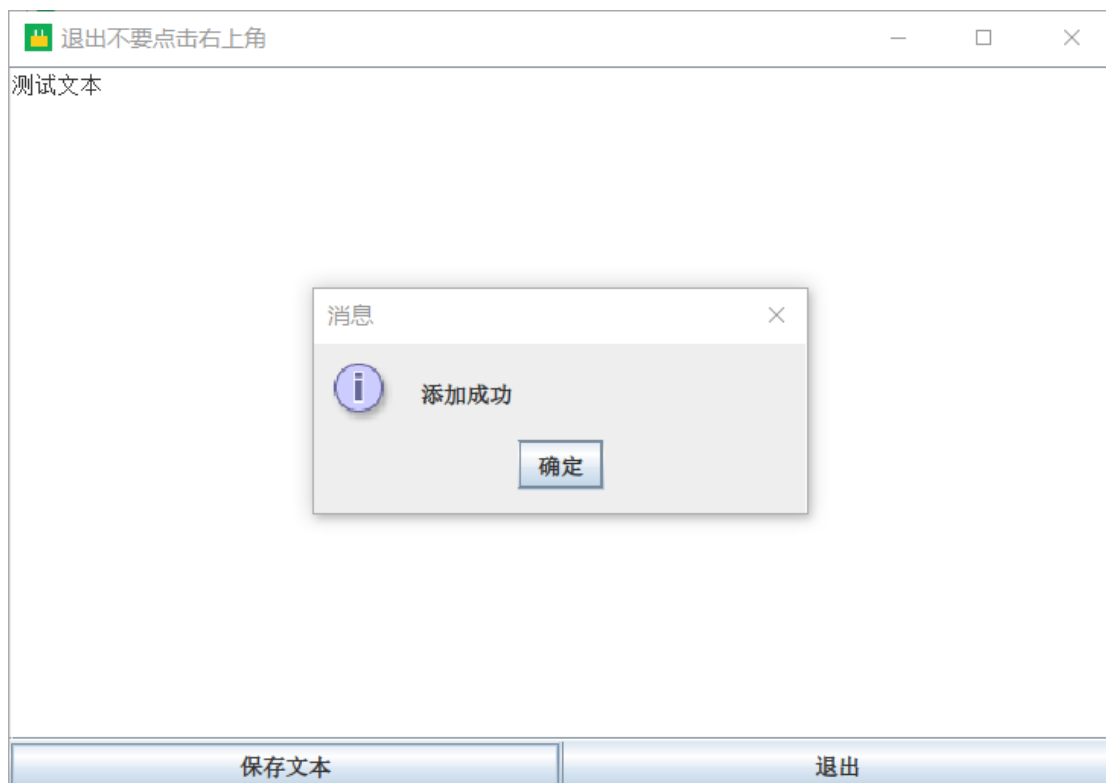 退出不要点击右上角
测试文本
消息
添加成功
确定
保存文本
退出